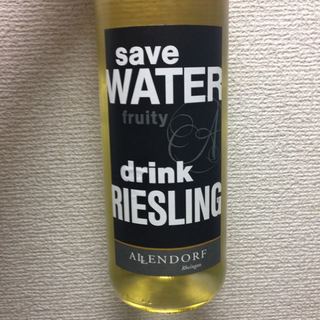 save
WATER
fruity
A
drink
RIESLING
ALLENDORF
Rheingau